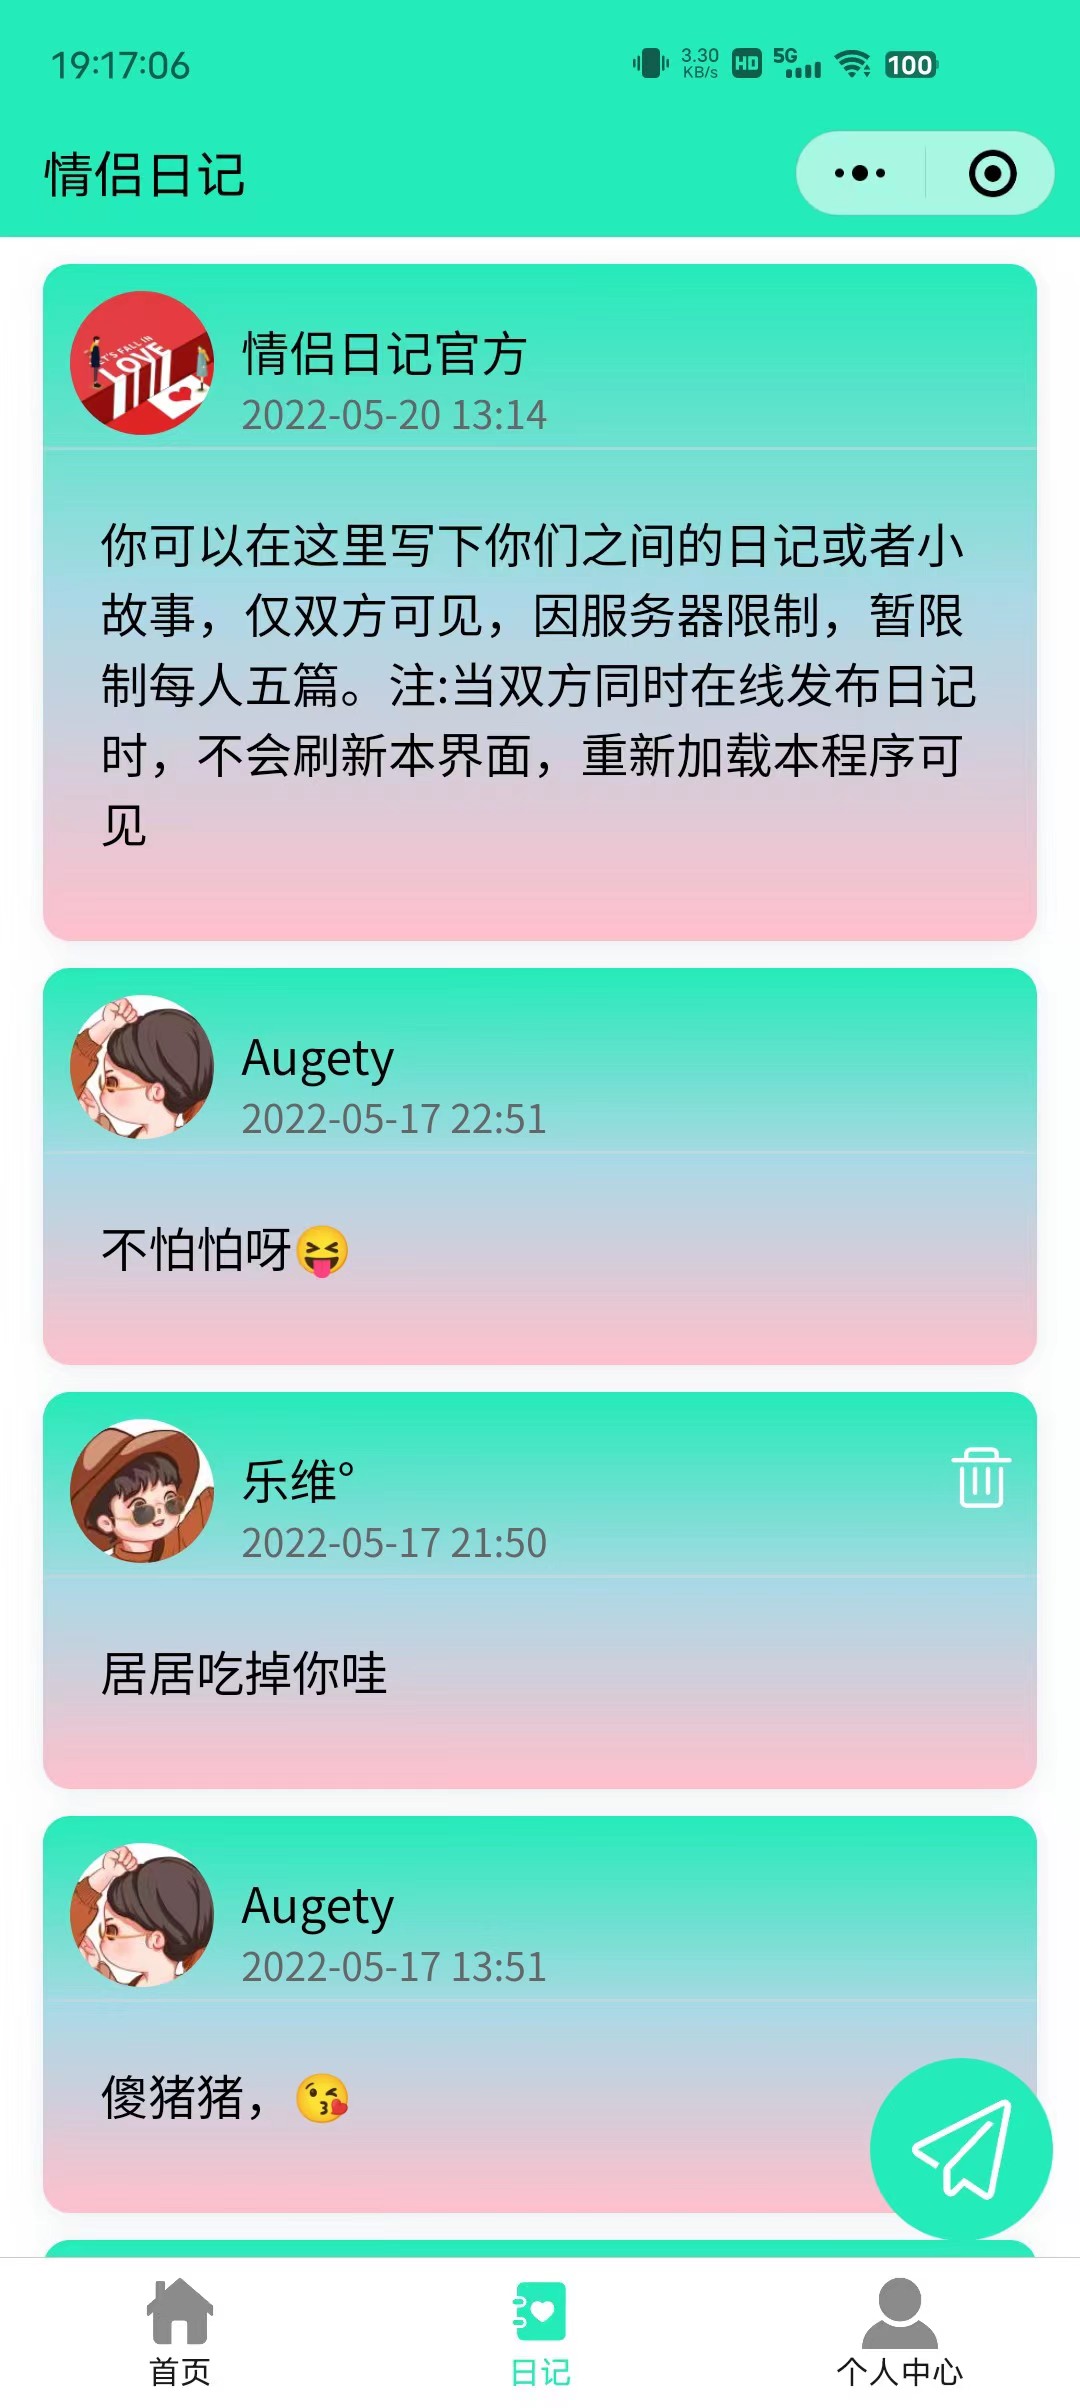 19:17:06
3.30
KB/s
HD
5G
100
情侣日记
LET'S FALL IN
LOVE
情侣日记官方
2022-05-20 13:14
你可以在这里写下你们之间的日记或者小
故事，仅双方可见，因服务器限制，暂限
制每人五篇。注:当双方同时在线发布日记
时，不会刷新本界面，重新加载本程序可
见
Augety
2022-05-17 22:51
不怕怕呀😝
乐维°
2022-05-17 21:50
居居吃掉你哇
Augety
2022-05-17 13:51
傻猪猪，😘
首页
日记
个人中心